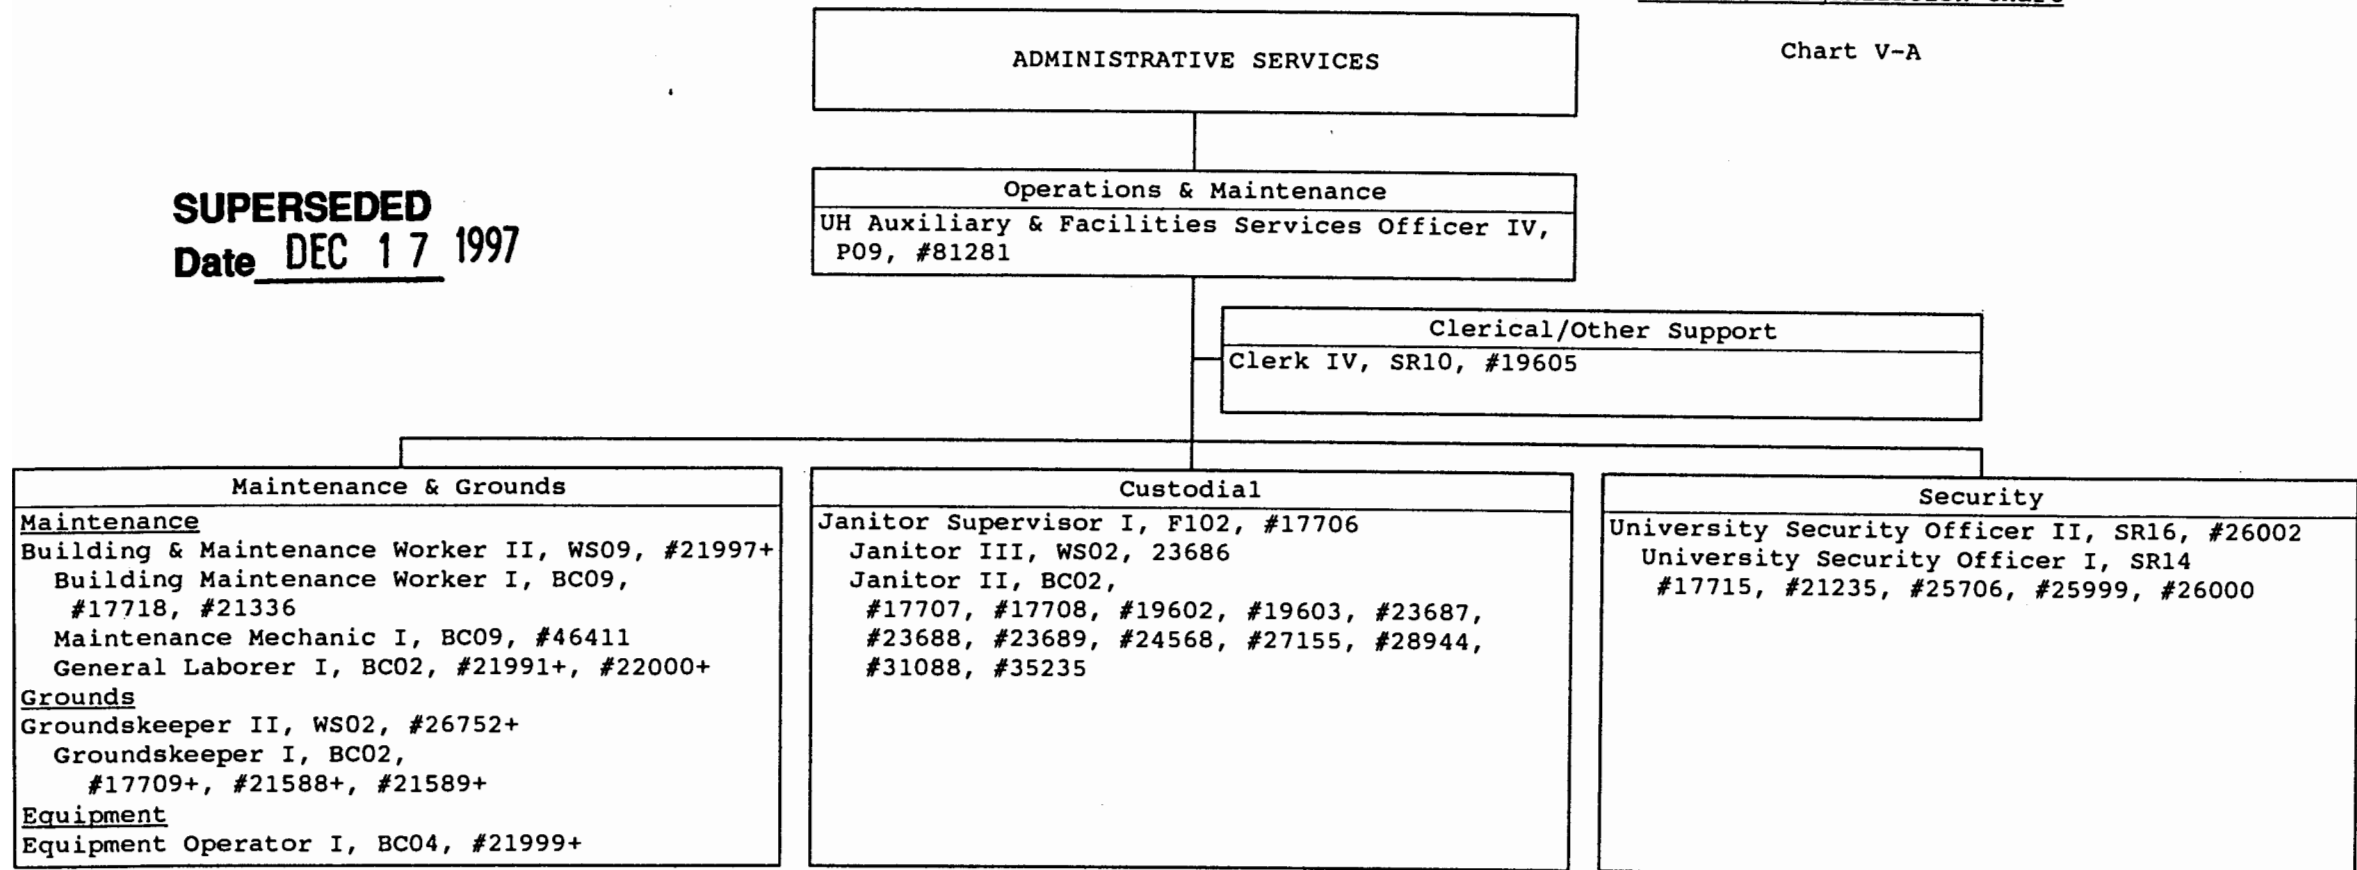 Chart V-A
ADMINISTRATIVE SERVICES
SUPERSEDED
Date DEC 17 1997
Operations & Maintenance
UH Auxiliary & Facilities Services Officer IV,
P09, #81281
Clerical/Other Support
Clerk IV, SR10, #19605
Maintenance & Grounds
Maintenance
Building & Maintenance Worker II, WS09, #21997+
Building Maintenance Worker I, BC09,
#17718, #21336
Maintenance Mechanic I, BC09, #46411
General Laborer I, BC02, #21991+, #22000+
Grounds
Groundskeeper II, WS02, #26752+
Groundskeeper I, BC02,
#17709+, #21588+, #21589+
Equipment
Equipment Operator I, BC04, #21999+
Custodial
Janitor Supervisor I, F102, #17706
Janitor III, WS02, 23686
Janitor II, BC02,
#17707, #17708, #19602, #19603, #23687,
#23688, #23689, #24568, #27155, #28944,
#31088, #35235
Security
University Security Officer II, SR16, #26002
University Security Officer I, SR14
#17715, #21235, #25706, #25999, #26000